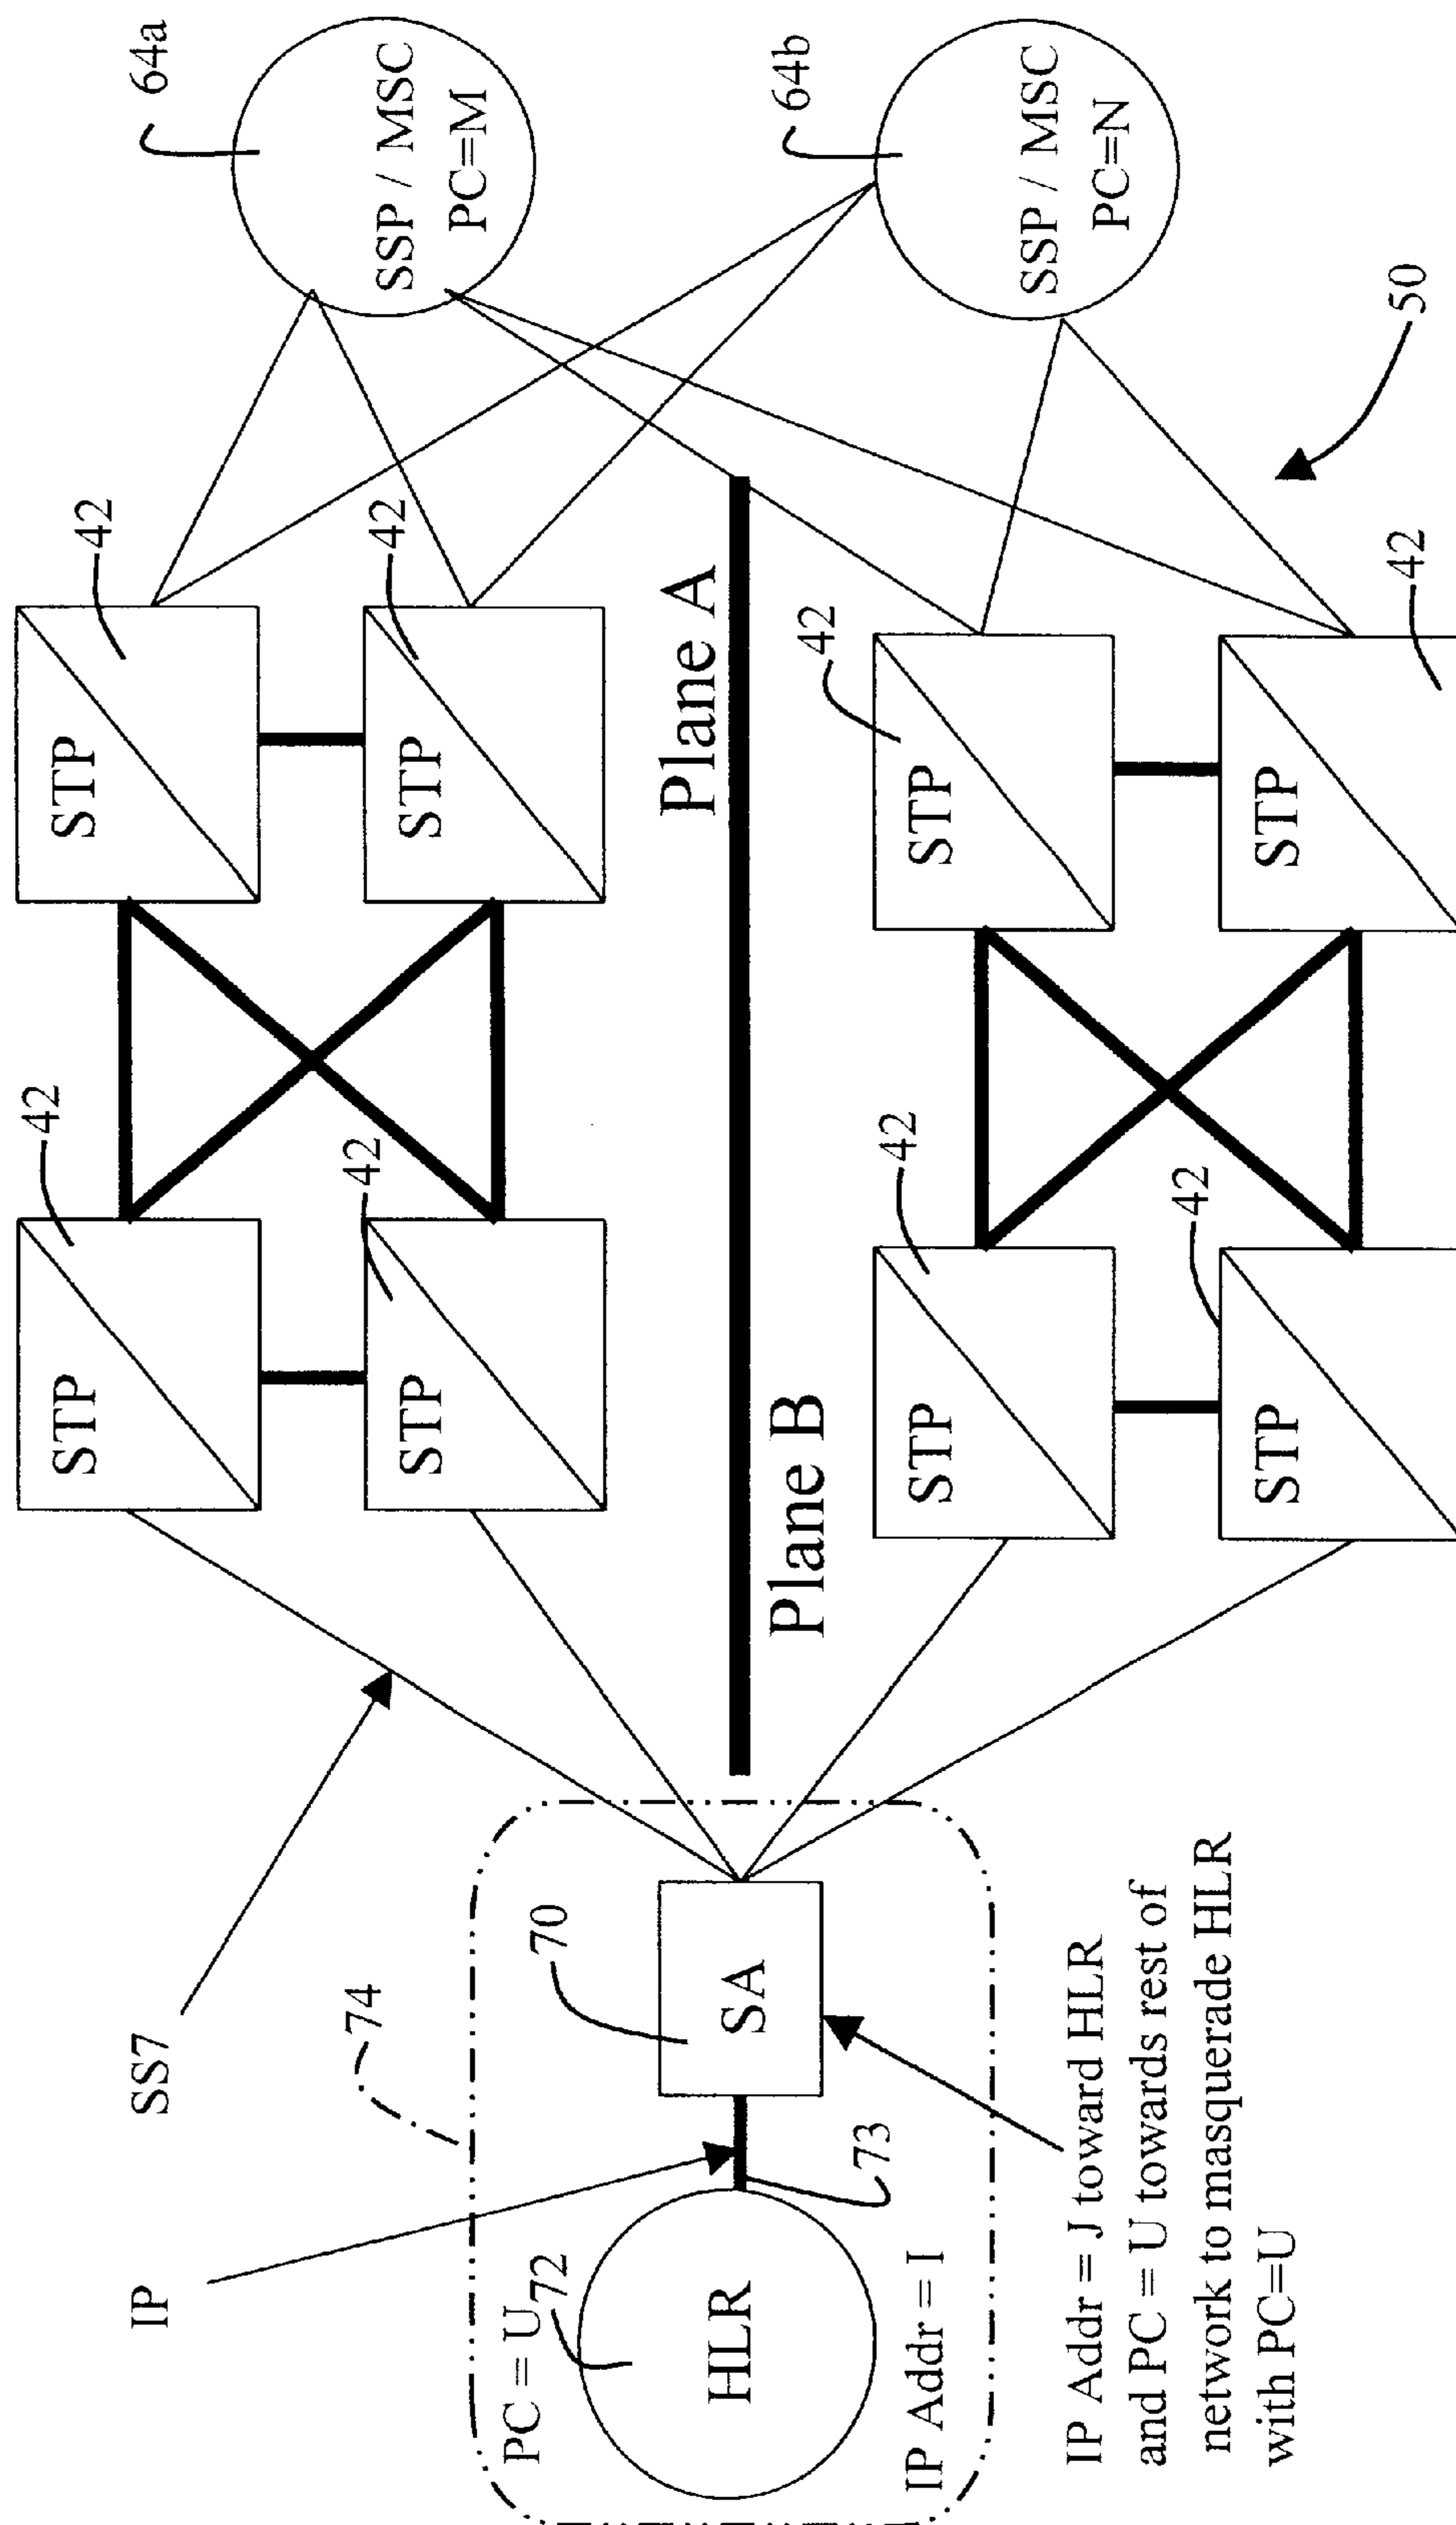 64a
SSP / MSC
PC=M
64b
SSP / MSC
PC=N
50
42
STP
42
STP
42
STP
42
STP
Plane A
Plane B
42
STP
42
STP
42
STP
42
STP
SS7
IP
74
70
SA
73
PC = U
72
HLR
IP Addr = I
IP Addr = J toward HLR
and PC = U towards rest of
network to masquerade HLR
with PC=U